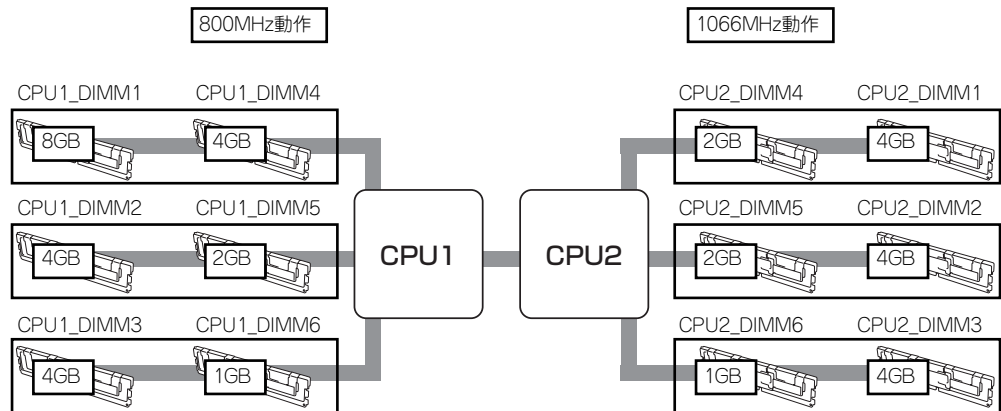 800MHz動作
1066MHz動作
CPU1_DIMM1 CPU1_DIMM4 CPU2_DIMM4 CPU2_DIMM1
8GB 4GB 2GB 4GB
CPU1_DIMM2 CPU1_DIMM5 CPU2_DIMM5 CPU2_DIMM2
4GB 2GB CPU1 CPU2 2GB 4GB
CPU1_DIMM3 CPU1_DIMM6 CPU2_DIMM6 CPU2_DIMM3
4GB 1GB 1GB 4GB